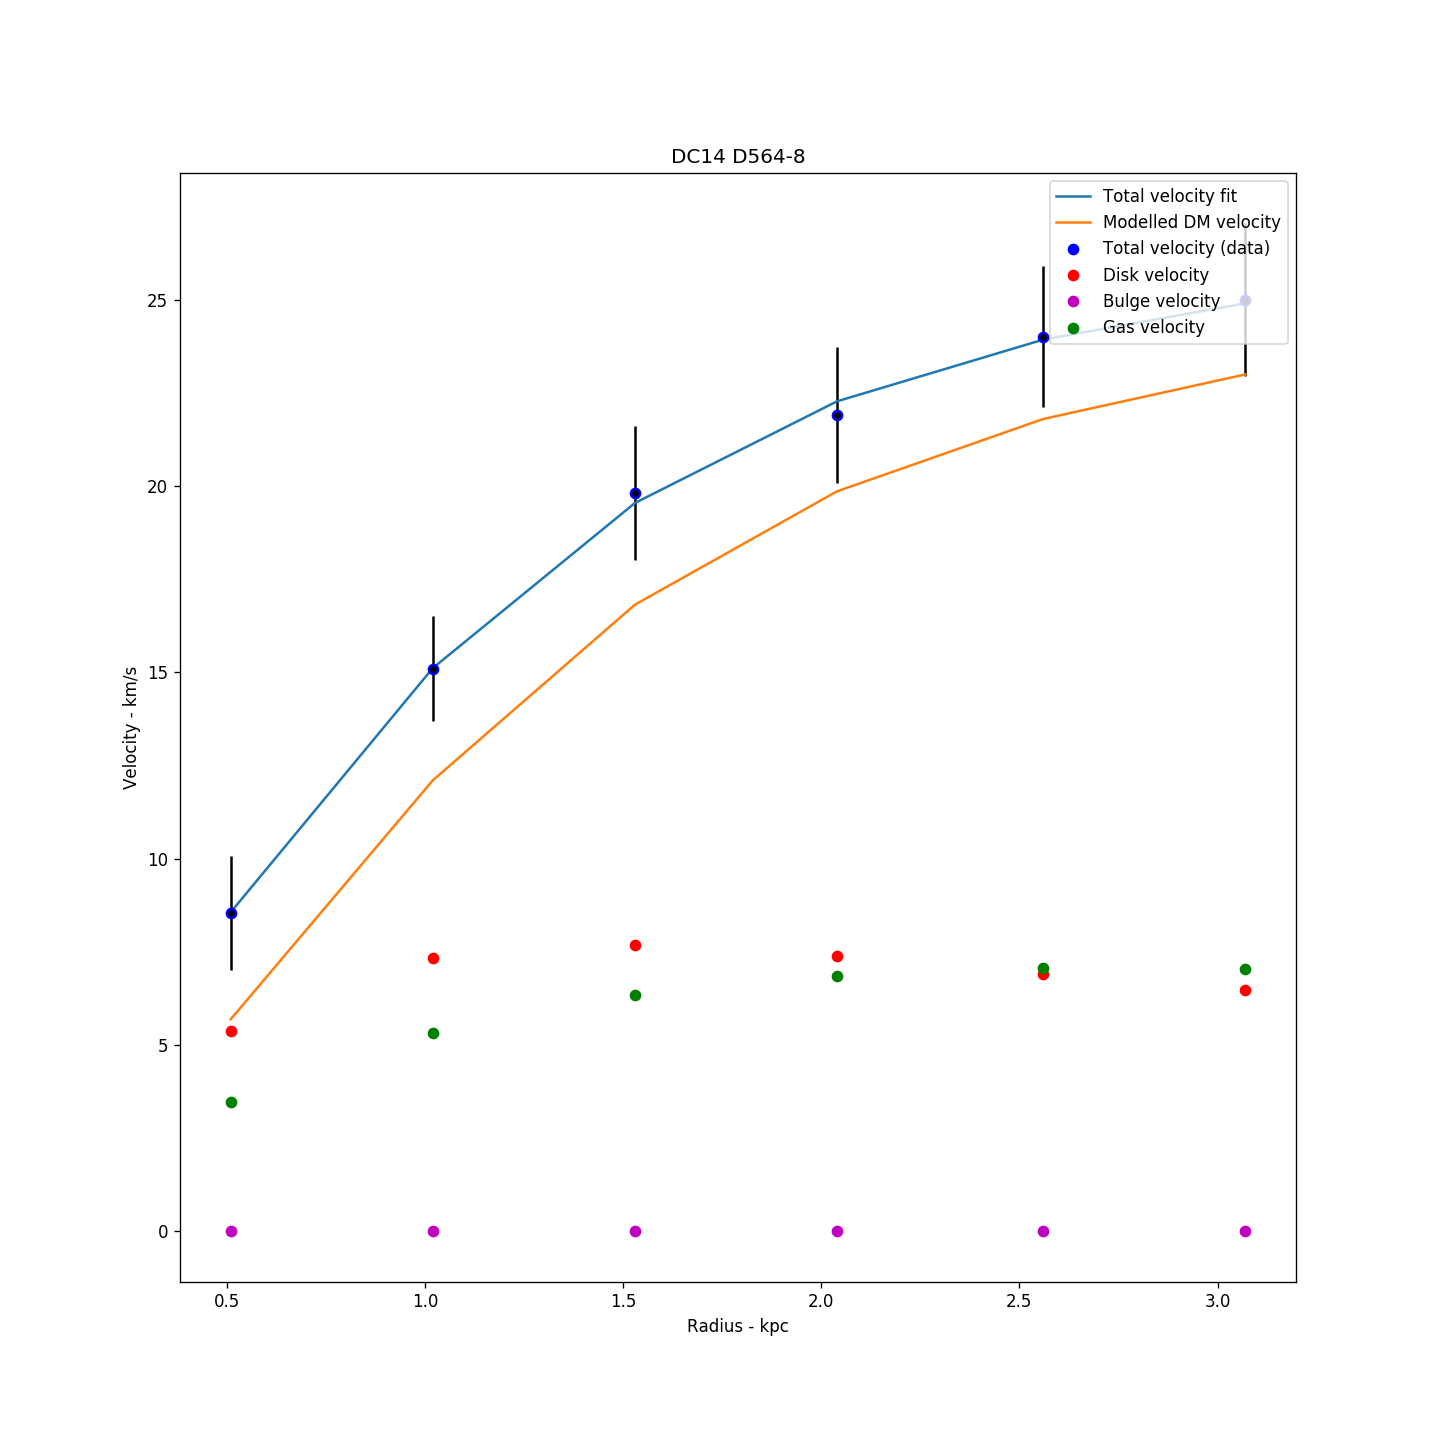 DC14 D564-8
Total velocity fit
Modelled DM velocity
Total velocity (data)
Disk velocity
Bulge velocity
Gas velocity
25
20
15
10
5
0
Velocity - km/s
0.5 1.0 1.5 2.0 2.5 3.0
Radius - kpc